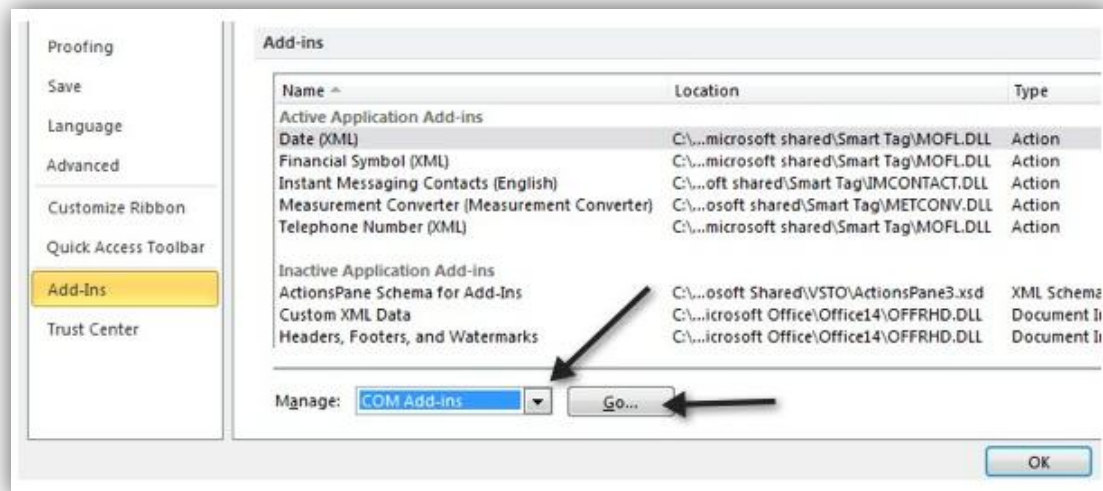 Proofing
Save
Language
Advanced
Customize Ribbon
Quick Access Toolbar
Add-Ins
Trust Center
Add-ins
Name Location Type
Active Application Add-ins
Date (XML) C:\...microsoft shared\Smart Tag\MOFL.DLL Action
Financial Symbol (XML) C:\...microsoft shared\Smart Tag\MOFL.DLL Action
Instant Messaging Contacts (English) C:\...oft shared\Smart Tag\IMCONTACT.DLL Action
Measurement Converter (Measurement Converter) C:\...osoft shared\Smart Tag\METCONV.DLL Action
Telephone Number (XML) C:\...microsoft shared\Smart Tag\MOFL.DLL Action
Inactive Application Add-ins
ActionsPane Schema for Add-Ins C:\...osoft Shared\VSTO\ActionsPane3.xsd XML Schema
Custom XML Data C:\...icrosoft Office\Office14\OFFRHD.DLL Document I
Headers, Footers, and Watermarks C:\...icrosoft Office\Office14\OFFRHD.DLL Document I
Manage: COM Add-ins Go...
OK